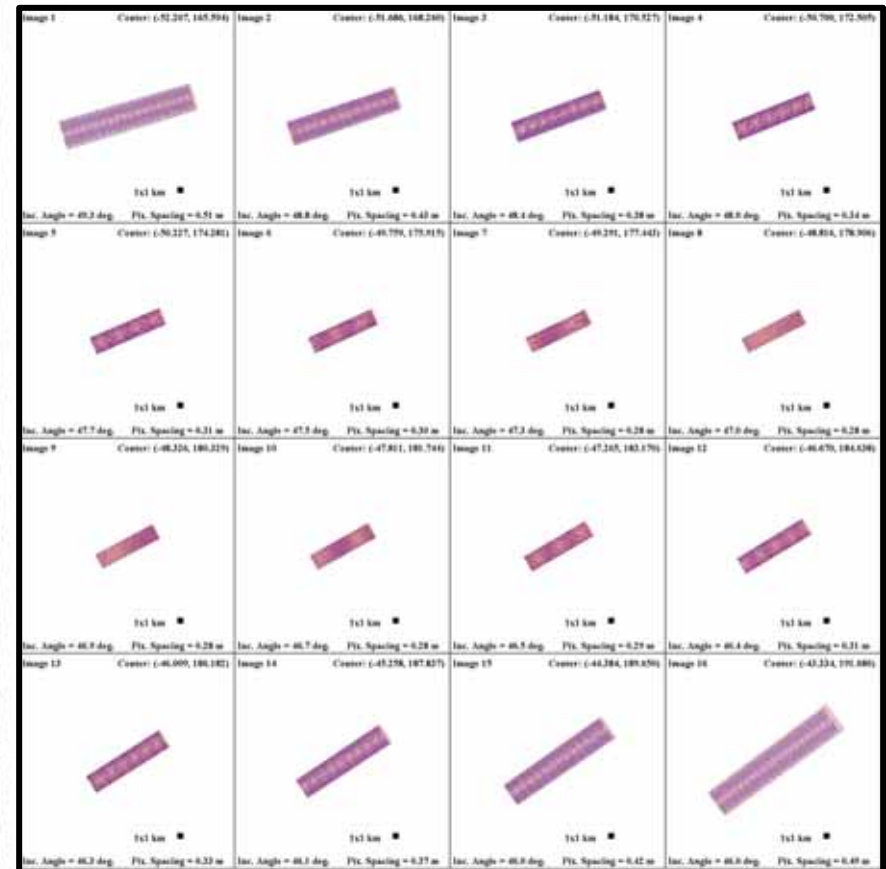 Image 1 Center: (-52.207, 165.594)
1x1 km
Inc. Angle = 49.3 deg. Pix. Spacing = 0.51 m
Image 2 Center: (-51.686, 168.260)
1x1 km
Inc. Angle = 48.8 deg. Pix. Spacing = 0.43 m
Image 3 Center: (-51.184, 170.527)
1x1 km
Inc. Angle = 48.4 deg. Pix. Spacing = 0.38 m
Image 4 Center: (-50.700, 172.505)
1x1 km
Inc. Angle = 48.0 deg. Pix. Spacing = 0.34 m
Image 5 Center: (-50.227, 174.281)
1x1 km
Inc. Angle = 47.7 deg. Pix. Spacing = 0.31 m
Image 6 Center: (-49.759, 175.915)
1x1 km
Inc. Angle = 47.5 deg. Pix. Spacing = 0.30 m
Image 7 Center: (-49.291, 177.443)
1x1 km
Inc. Angle = 47.3 deg. Pix. Spacing = 0.28 m
Image 8 Center: (-48.816, 178.906)
1x1 km
Inc. Angle = 47.0 deg. Pix. Spacing = 0.28 m
Image 9 Center: (-48.326, 180.329)
1x1 km
Inc. Angle = 46.9 deg. Pix. Spacing = 0.28 m
Image 10 Center: (-47.811, 181.744)
1x1 km
Inc. Angle = 46.7 deg. Pix. Spacing = 0.28 m
Image 11 Center: (-47.265, 183.170)
1x1 km
Inc. Angle = 46.5 deg. Pix. Spacing = 0.29 m
Image 12 Center: (-46.670, 184.638)
1x1 km
Inc. Angle = 46.4 deg. Pix. Spacing = 0.31 m
Image 13 Center: (-46.009, 186.182)
1x1 km
Inc. Angle = 46.3 deg. Pix. Spacing = 0.33 m
Image 14 Center: (-45.258, 187.837)
1x1 km
Inc. Angle = 46.1 deg. Pix. Spacing = 0.37 m
Image 15 Center: (-44.384, 189.650)
1x1 km
Inc. Angle = 46.0 deg. Pix. Spacing = 0.42 m
Image 16 Center: (-43.334, 191.680)
1x1 km
Inc. Angle = 46.0 deg. Pix. Spacing = 0.49 m